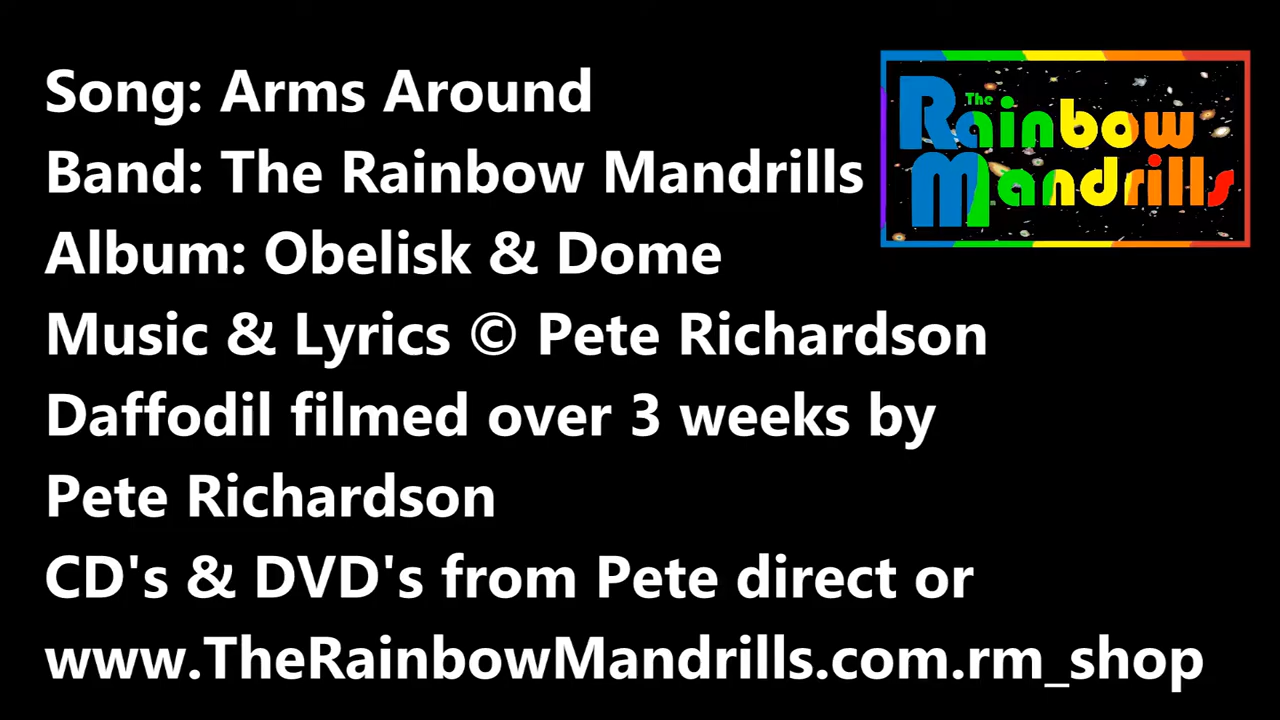 Song: Arms Around
Band: The Rainbow Mandrills
Album: Obelisk & Dome
Music & Lyrics © Pete Richardson
Daffodil filmed over 3 weeks by
Pete Richardson
CD's & DVD's from Pete direct or
www.TheRainbowMandrills.com.rm_shop
The Rainbow
Mandrills